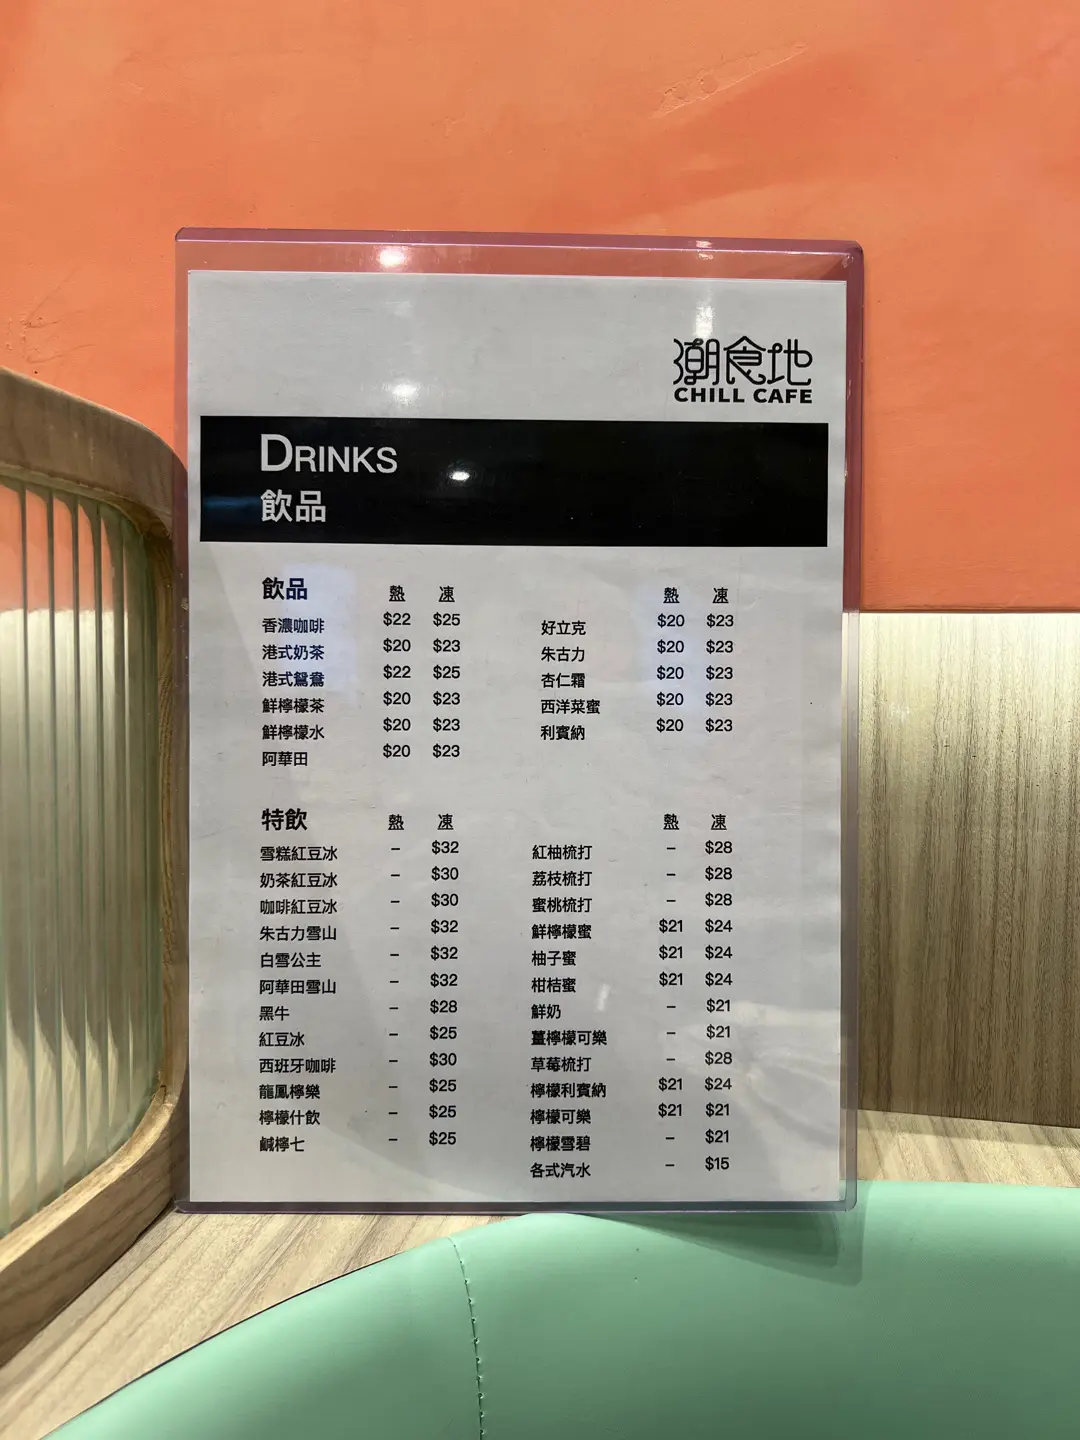 潮食地
CHILL CAFE
DRINKS
飲品
飲品 熱 凍
香濃咖啡 $22 $25
港式奶茶 $20 $23
港式鴛鴦 $22 $25
鮮檸檬茶 $20 $23
鮮檸檬水 $20 $23
阿華田 $20 $23
熱 凍
好立克 $20 $23
朱古力 $20 $23
杏仁霜 $20 $23
西洋菜蜜 $20 $23
利賓納 $20 $23
特飲 熱 凍
雪糕紅豆冰 – $32
奶茶紅豆冰 – $30
咖啡紅豆冰 – $30
朱古力雪山 – $32
白雪公主 – $32
阿華田雪山 – $32
黑牛 – $28
紅豆冰 – $25
西班牙咖啡 – $30
龍鳳檸樂 – $25
檸檬什飲 – $25
鹹檸七 – $25
熱 凍
紅柚梳打 – $28
荔枝梳打 – $28
蜜桃梳打 – $28
鮮檸檬蜜 $21 $24
柚子蜜 $21 $24
柑桔蜜 $21 $24
鮮奶 – $21
薑檸檬可樂 – $21
草莓梳打 – $28
檸檬利賓納 $21 $24
檸檬可樂 $21 $21
檸檬雪碧 – $21
各式汽水 – $15